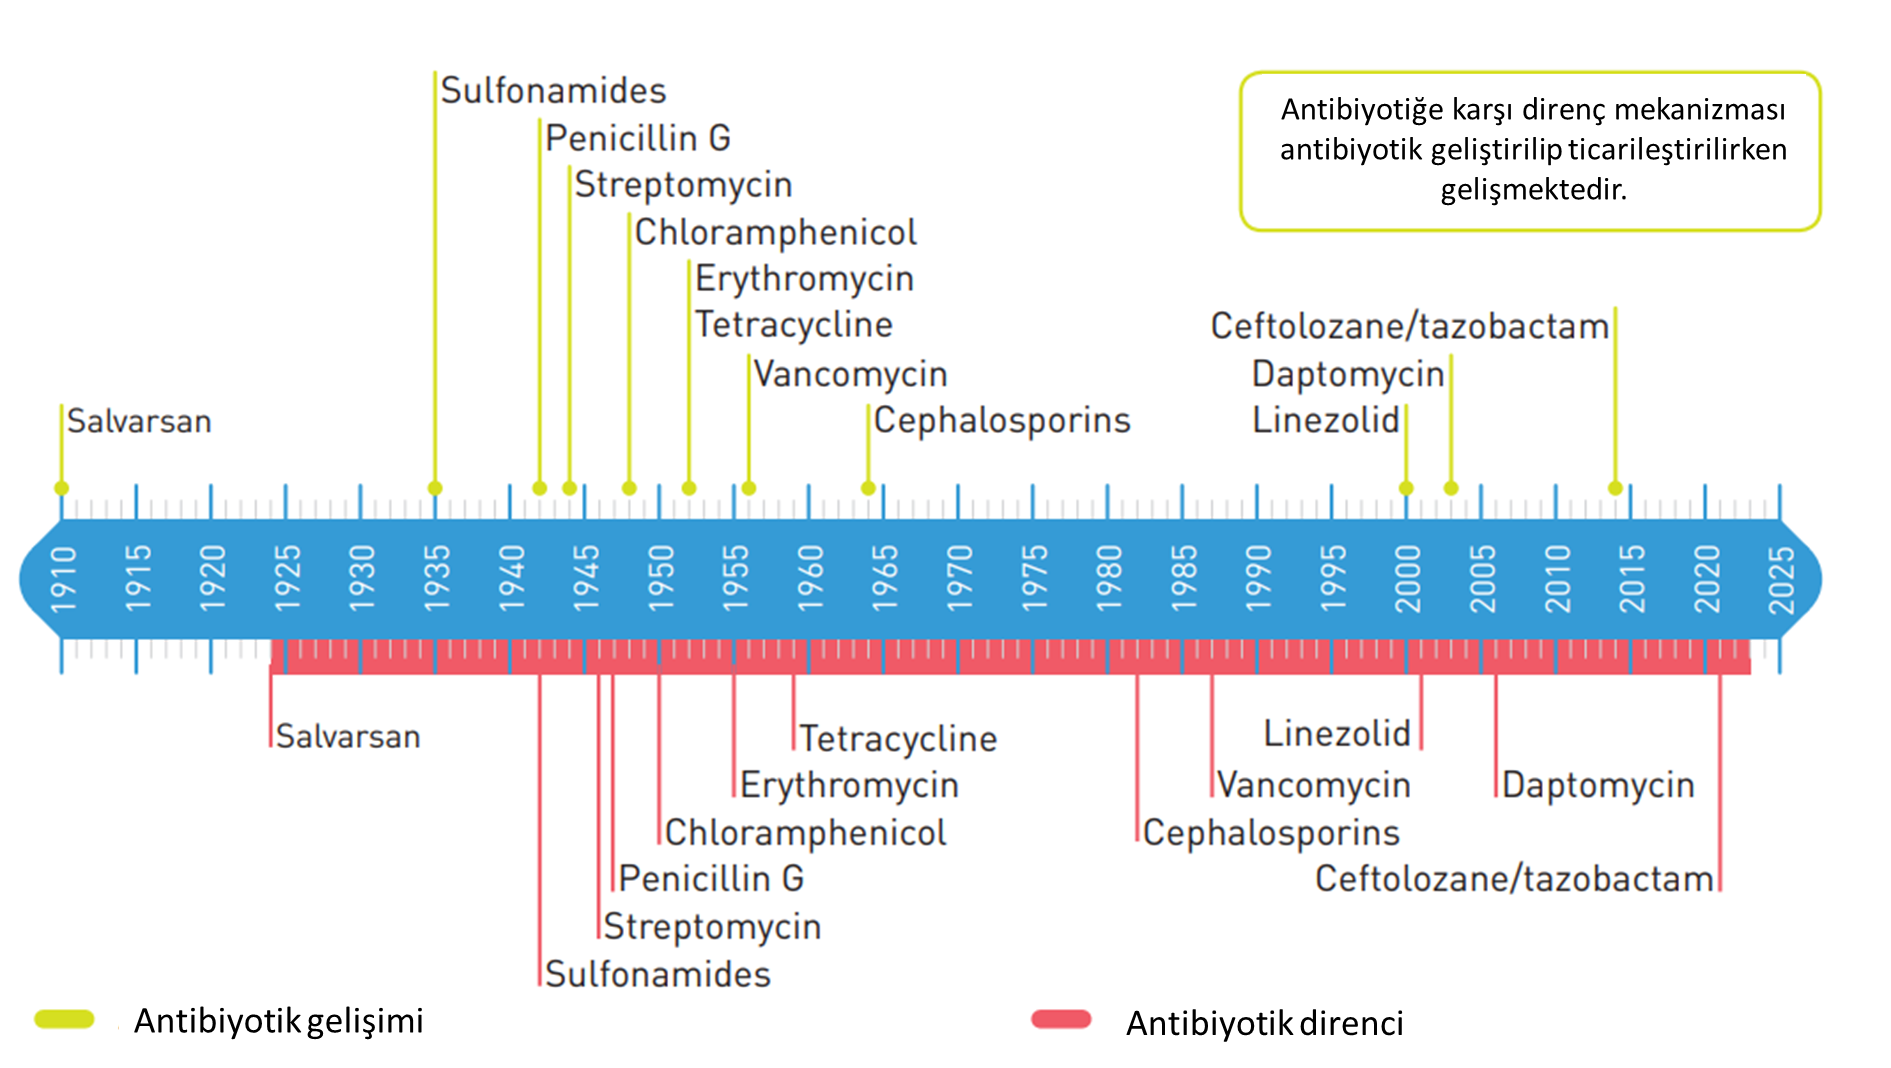 Sulfonamides
Penicillin G
Streptomycin
Chloramphenicol
Erythromycin
Tetracycline
Vancomycin
Cephalosporins
Salvarsan
Antibiyotiğe karşı direnç mekanizması
antibiyotik geliştirilip ticarileştirilirken
gelişmektedir.
Ceftolozane/tazobactam
Daptomycin
Linezolid
1910 1915 1920 1925 1930 1935 1940 1945 1950 1955 1960 1965 1970 1975 1980 1985 1990 1995 2000 2005 2010 2015 2020 2025
Salvarsan
Tetracycline
Erythromycin
Chloramphenicol
Penicillin G
Streptomycin
Sulfonamides
Linezolid
Vancomycin
Daptomycin
Cephalosporins
Ceftolozane/tazobactam
Antibiyotik gelişimi
Antibiyotik direnci